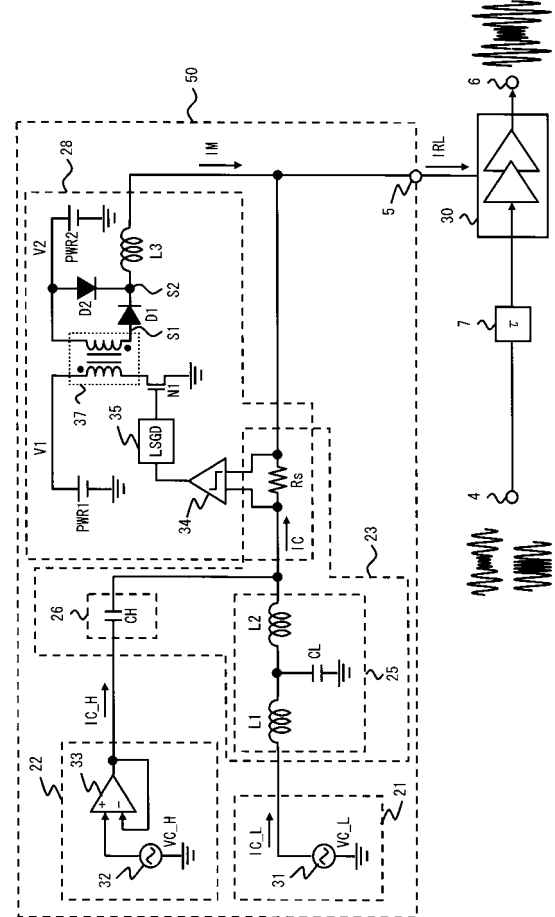 50
28
V1
V2
PWR1
PWR2
37
D2
S1
D1
S2
L3
IM
N1
35
LSGD
34
Rs
IC
22
33
+
-
32
VC_H
IC_H
26
CH
23
21
31
VC_L
IC_L
L1
L2
CL
25
5
IRL
4
7
τ
30
6